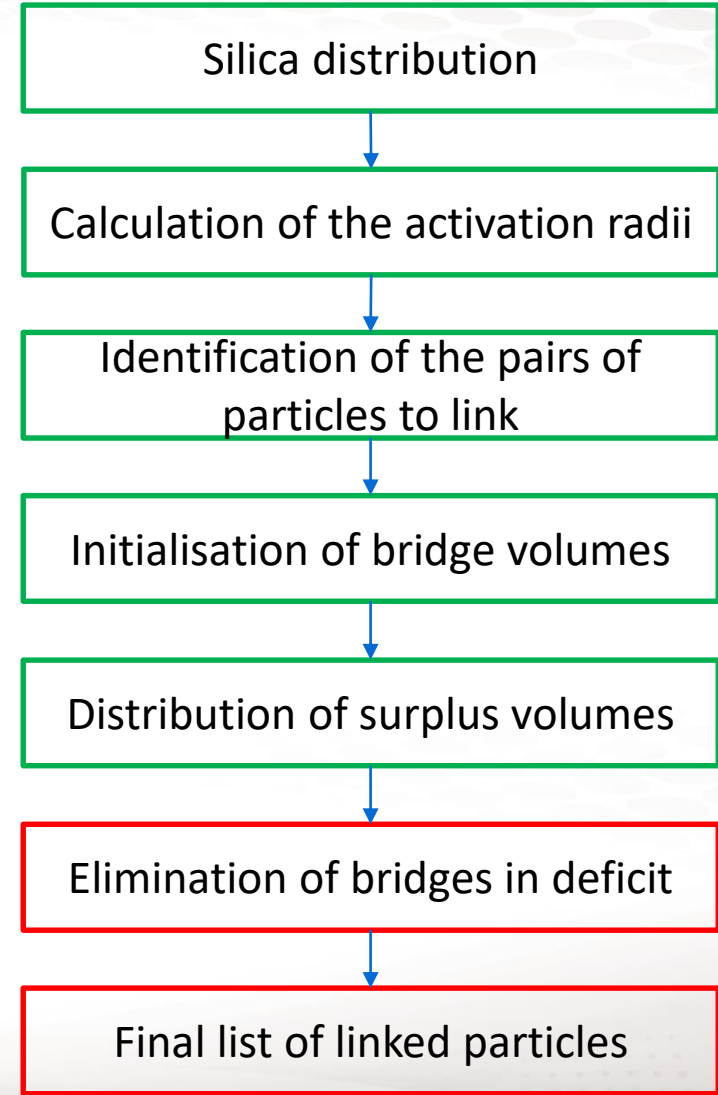 Silica distribution
Calculation of the activation radii
Identification of the pairs of
particles to link
Initialisation of bridge volumes
Distribution of surplus volumes
Elimination of bridges in deficit
Final list of linked particles